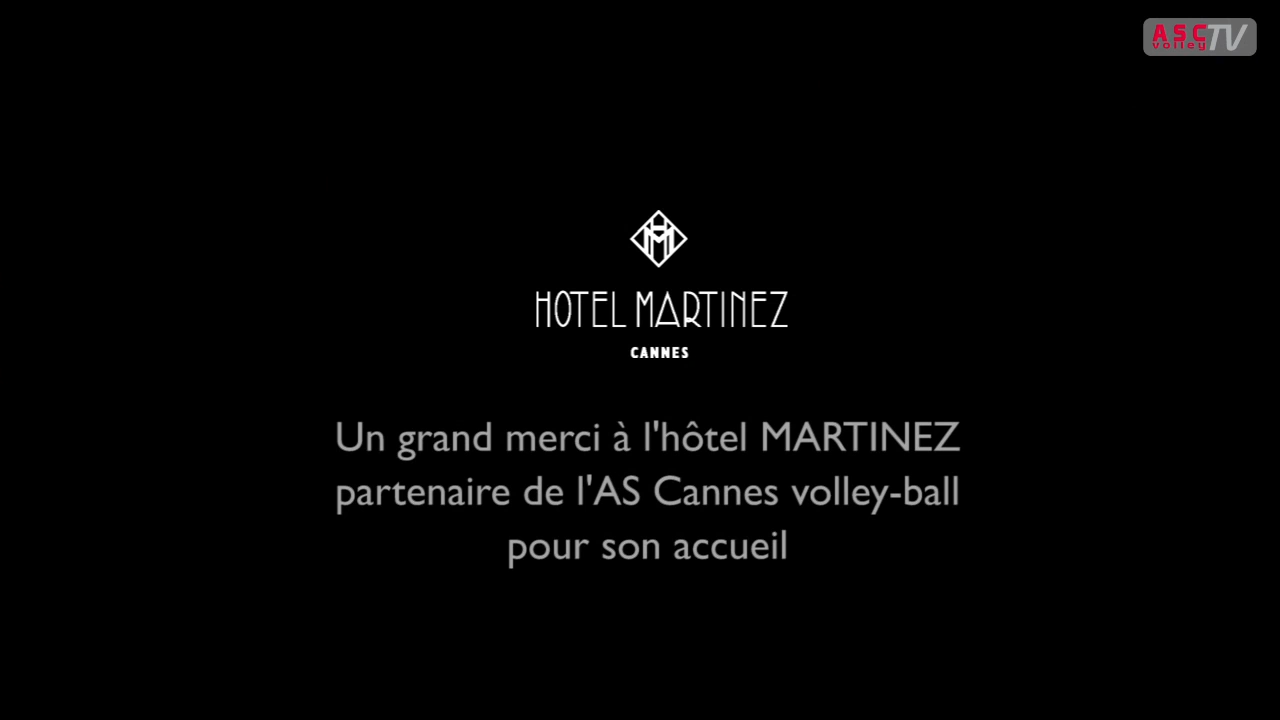 ASC TV
volley
HOTEL MARTINEZ
CANNES
Un grand merci à l'hôtel MARTINEZ
partenaire de l'AS Cannes volley-ball
pour son accueil